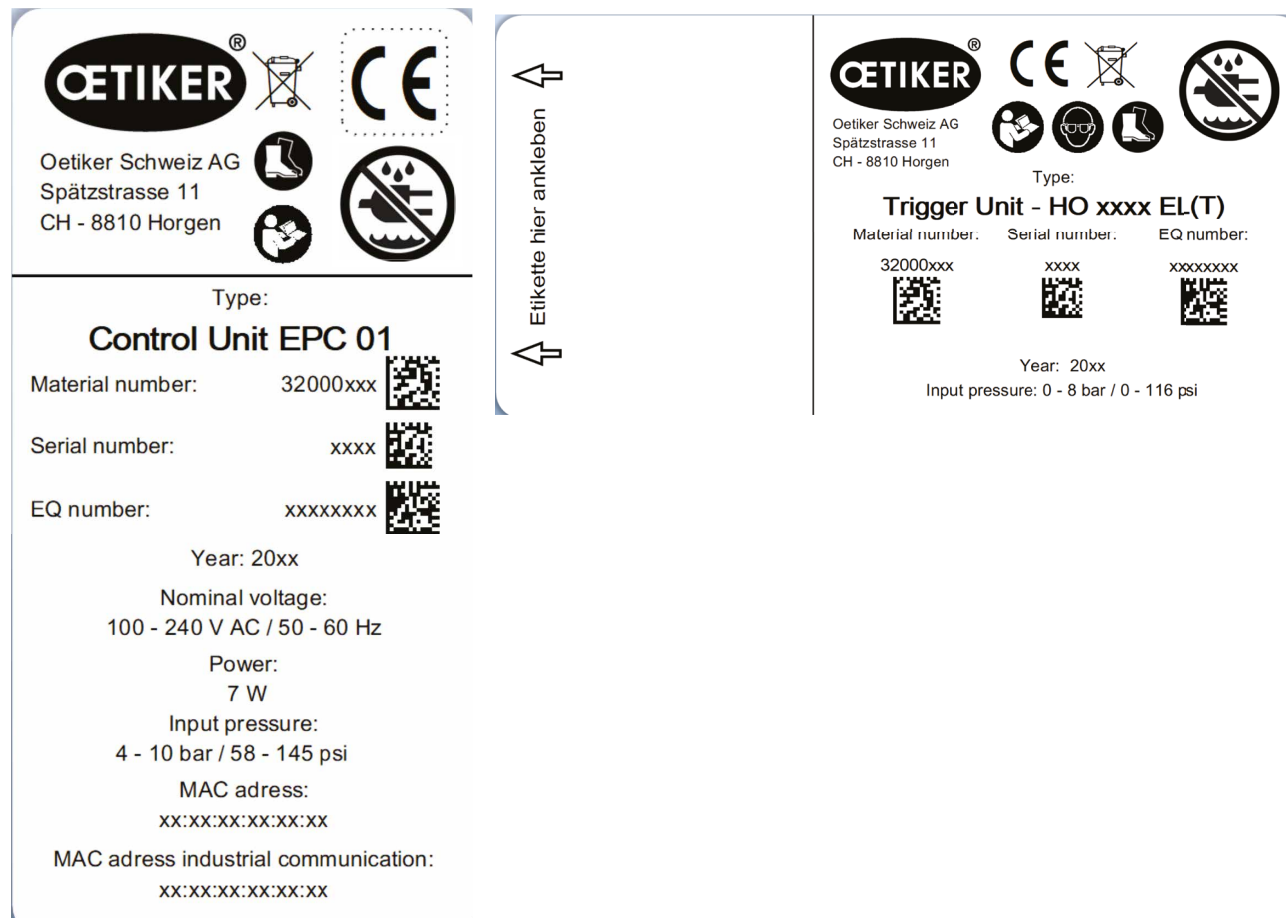 ŒTIKER®
CE
Oetiker Schweiz AG
Spätzstrasse 11
CH - 8810 Horgen
Type:
Control Unit EPC 01
Material number: 32000xxx
Serial number: xxxx
EQ number: xxxxxxxx
Year: 20xx
Nominal voltage:
100 - 240 V AC / 50 - 60 Hz
Power:
7 W
Input pressure:
4 - 10 bar / 58 - 145 psi
MAC adress:
xx:xx:xx:xx:xx:xx
MAC adress industrial communication:
xx:xx:xx:xx:xx:xx
Etikette hier ankleben
ŒTIKER®
CE
Oetiker Schweiz AG
Spätzstrasse 11
CH - 8810 Horgen
Type:
Trigger Unit - HO xxxx EL(T)
Material number: Serial number: EQ number:
32000xxx xxxx xxxxxxxx
Year: 20xx
Input pressure: 0 - 8 bar / 0 - 116 psi